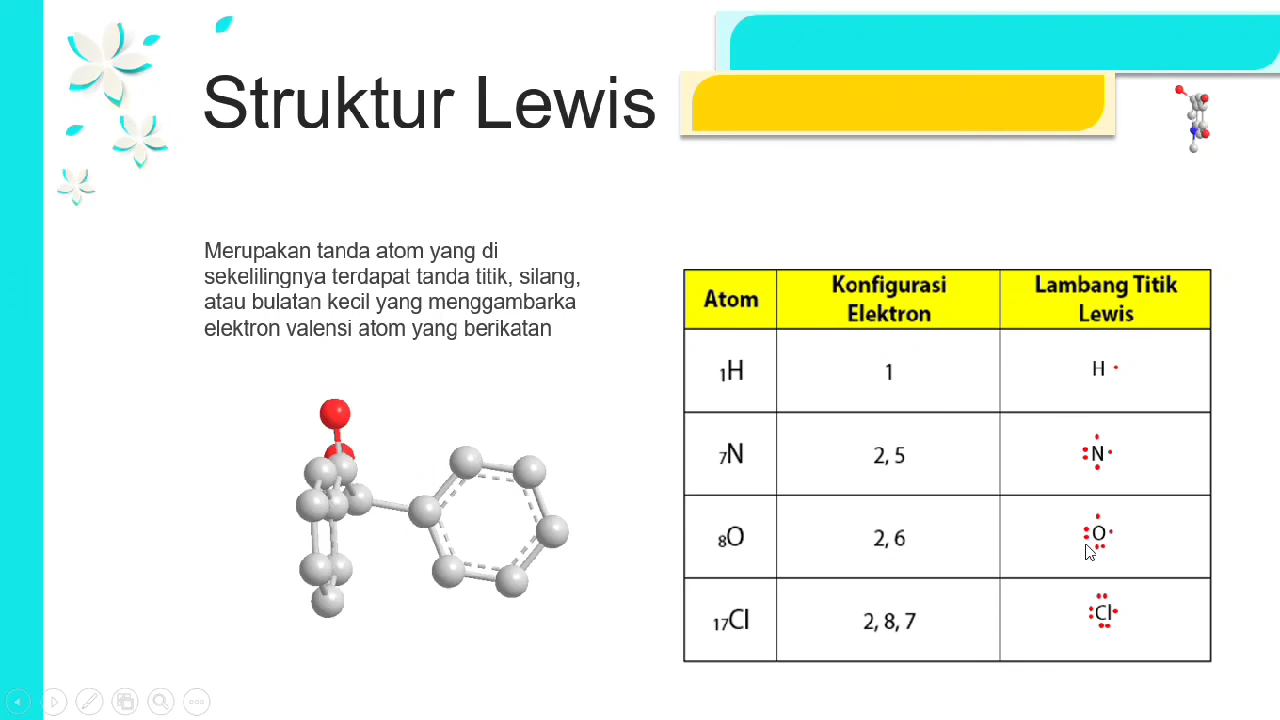 Struktur Lewis
Merupakan tanda atom yang di
sekelilingnya terdapat tanda titik, silang,
atau bulatan kecil yang menggambarka
elektron valensi atom yang berikatan
Atom
Konfigurasi
Elektron
Lambang Titik
Lewis
₁H
1
H
₇N
2, 5
N
₈O
2, 6
O
₁₇Cl
2, 8, 7
Cl